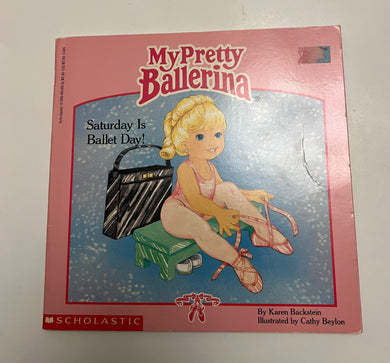 My Pretty
Ballerina
Saturday Is
Ballet Day!
By Karen Backstein
Illustrated by Cathy Beylon
SCHOLASTIC